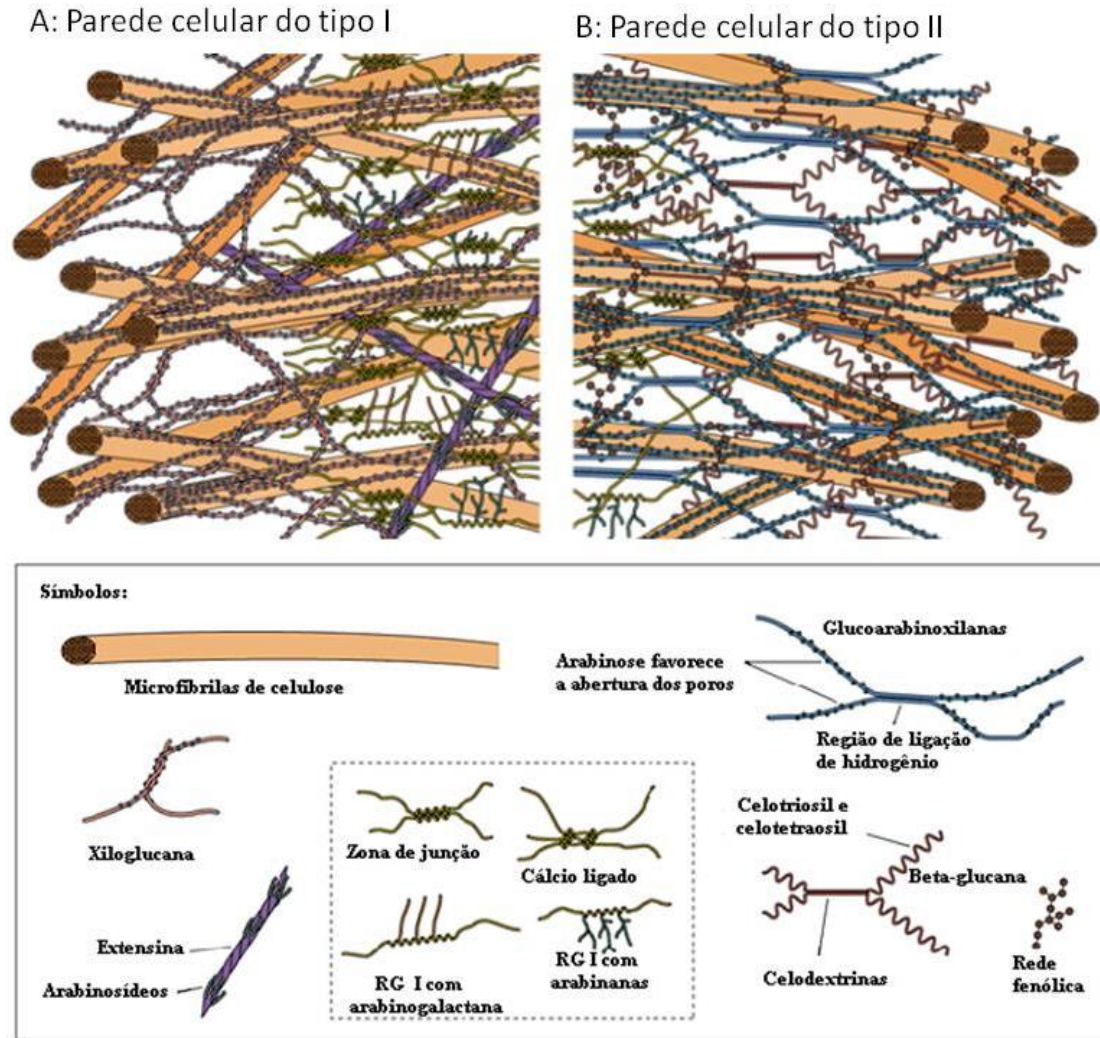 A: Parede celular do tipo I
B: Parede celular do tipo II
Símbolos:
Microfibrilas de celulose
Glucoarabinoxilanas
Arabinose favorece
a abertura dos poros
Região de ligação
de hidrogênio
Xiloglucana
Zona de junção
Cálcio ligado
Celotriosil e
celotetraosil
Beta-glucana
Extensina
Arabinosídeos
RG I com
arabinogalactana
RG I com
arabinanas
Celodextrinas
Rede
fenólica